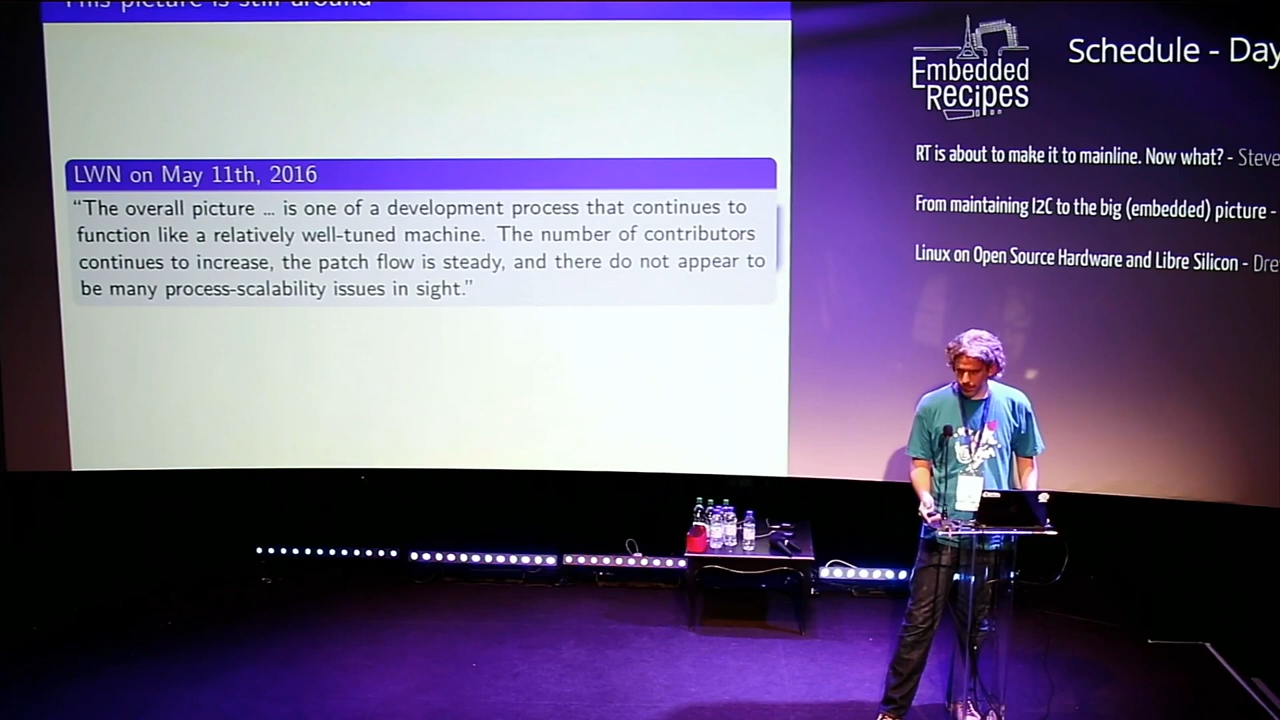 This picture is still around
LWN on May 11th, 2016
“The overall picture ... is one of a development process that continues to
function like a relatively well-tuned machine. The number of contributors
continues to increase, the patch flow is steady, and there do not appear to
be many process-scalability issues in sight.”
Embedded
Recipes
Schedule - Day
RT is about to make it to mainline. Now what? - Steve
From maintaining I2C to the big (embedded) picture -
Linux on Open Source Hardware and Libre Silicon - Dre